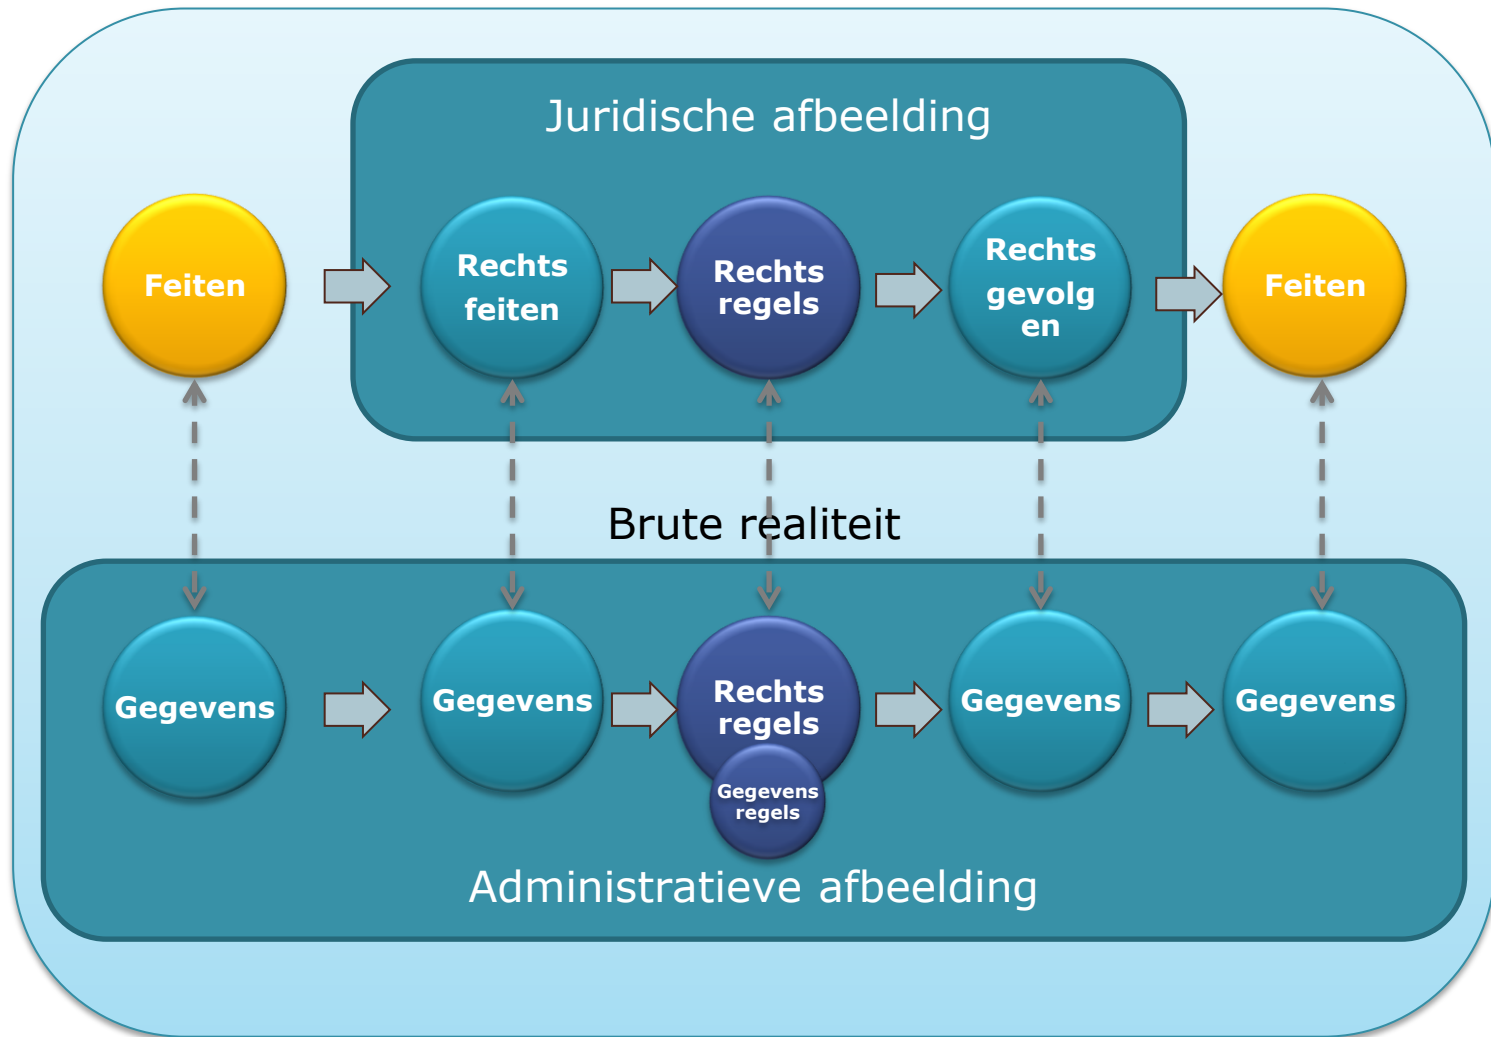 Juridische afbeelding
Feiten
Rechts
feiten
Rechts
regels
Rechts
gevolg
en
Feiten
Brute realiteit
Gegevens
Gegevens
Rechts
regels
Gegevens
regels
Gegevens
Gegevens
Administratieve afbeelding